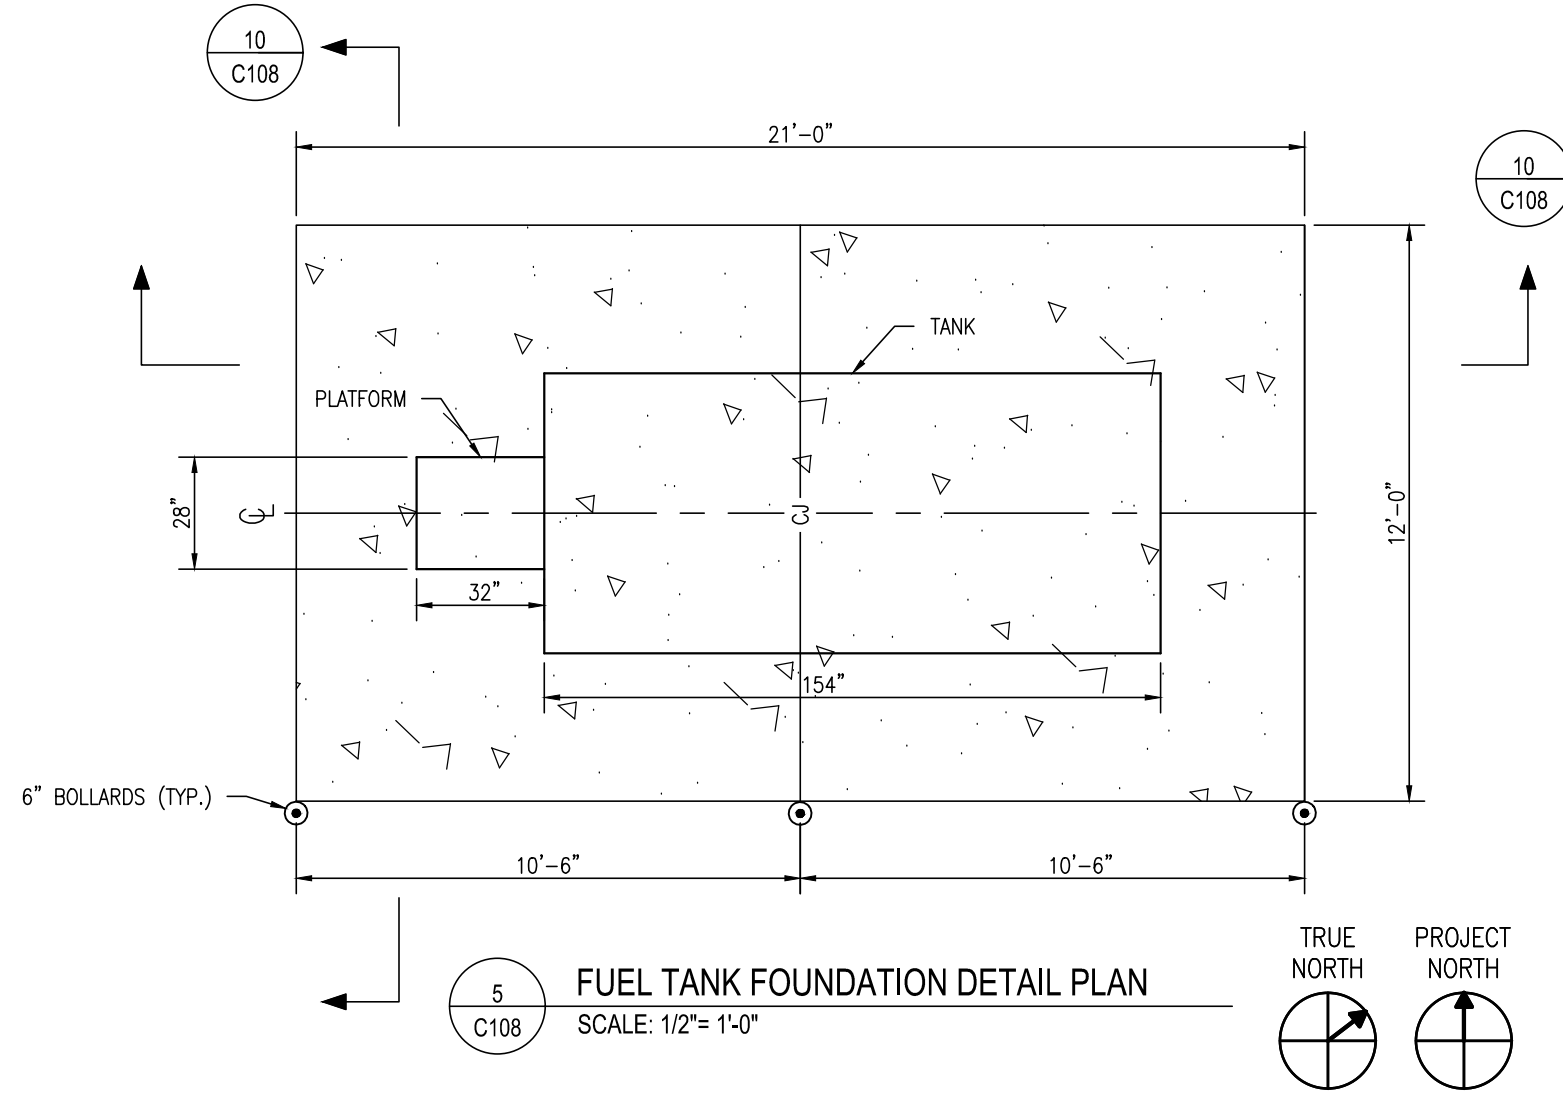 10
C108
21'-0"
10
C108
TANK
PLATFORM
28"
CL
CJ
12'-0"
32"
154"
6" BOLLARDS (TYP.)
10'-6"
10'-6"
5
C108
FUEL TANK FOUNDATION DETAIL PLAN
SCALE: 1/2"= 1'-0"
TRUE
NORTH
PROJECT
NORTH